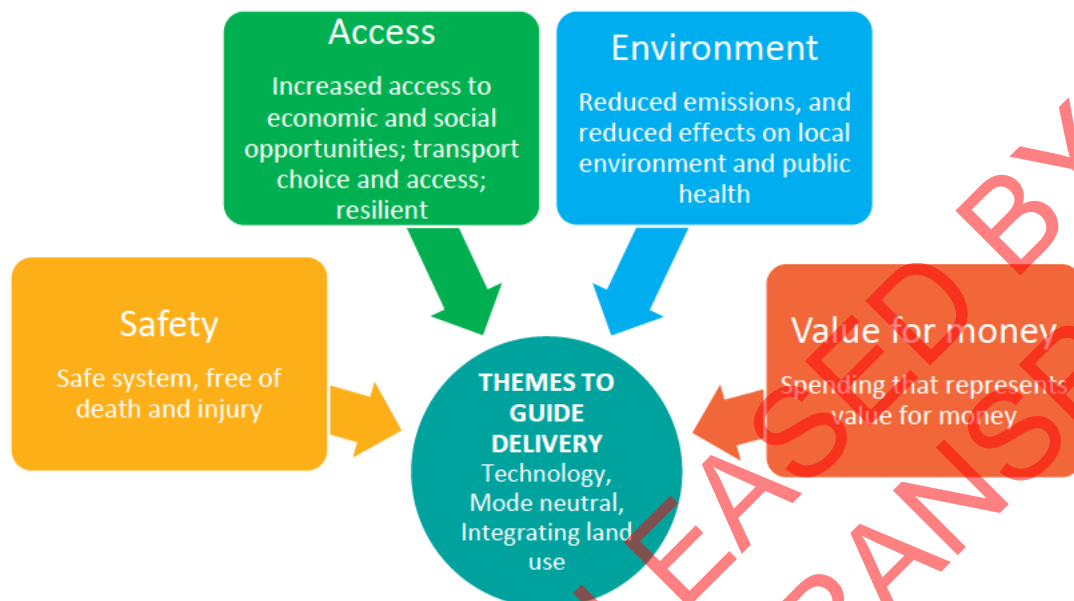 Access
Increased access to
economic and social
opportunities; transport
choice and access;
resilient
Environment
Reduced emissions, and
reduced effects on local
environment and public
health
Safety
Safe system, free of
death and injury
Value for money
Spending that represents
value for money
THEMES TO
GUIDE
DELIVERY
Technology,
Mode neutral,
Integrating land
use
BY